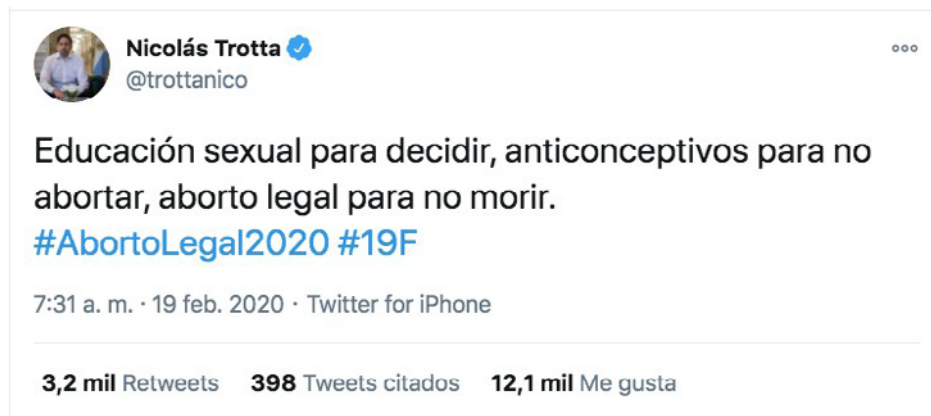 Nicolás Trotta
@trottanico
Educación sexual para decidir, anticonceptivos para no
abortar, aborto legal para no morir.
#AbortoLegal2020 #19F
7:31 a. m. · 19 feb. 2020 · Twitter for iPhone
3,2 mil Retweets 398 Tweets citados 12,1 mil Me gusta